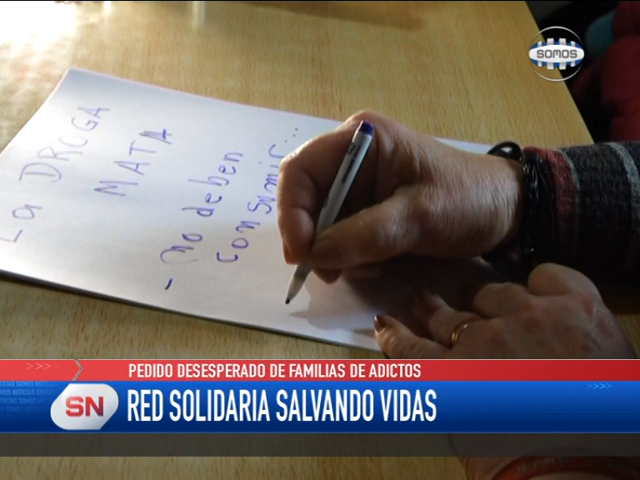 SOMOS
La DROGA
MATA
- No deben
consumir...
>>>
PEDIDO DESESPERADO DE FAMILIAS DE ADICTOS
SN
RED SOLIDARIA SALVANDO VIDAS
>>>>